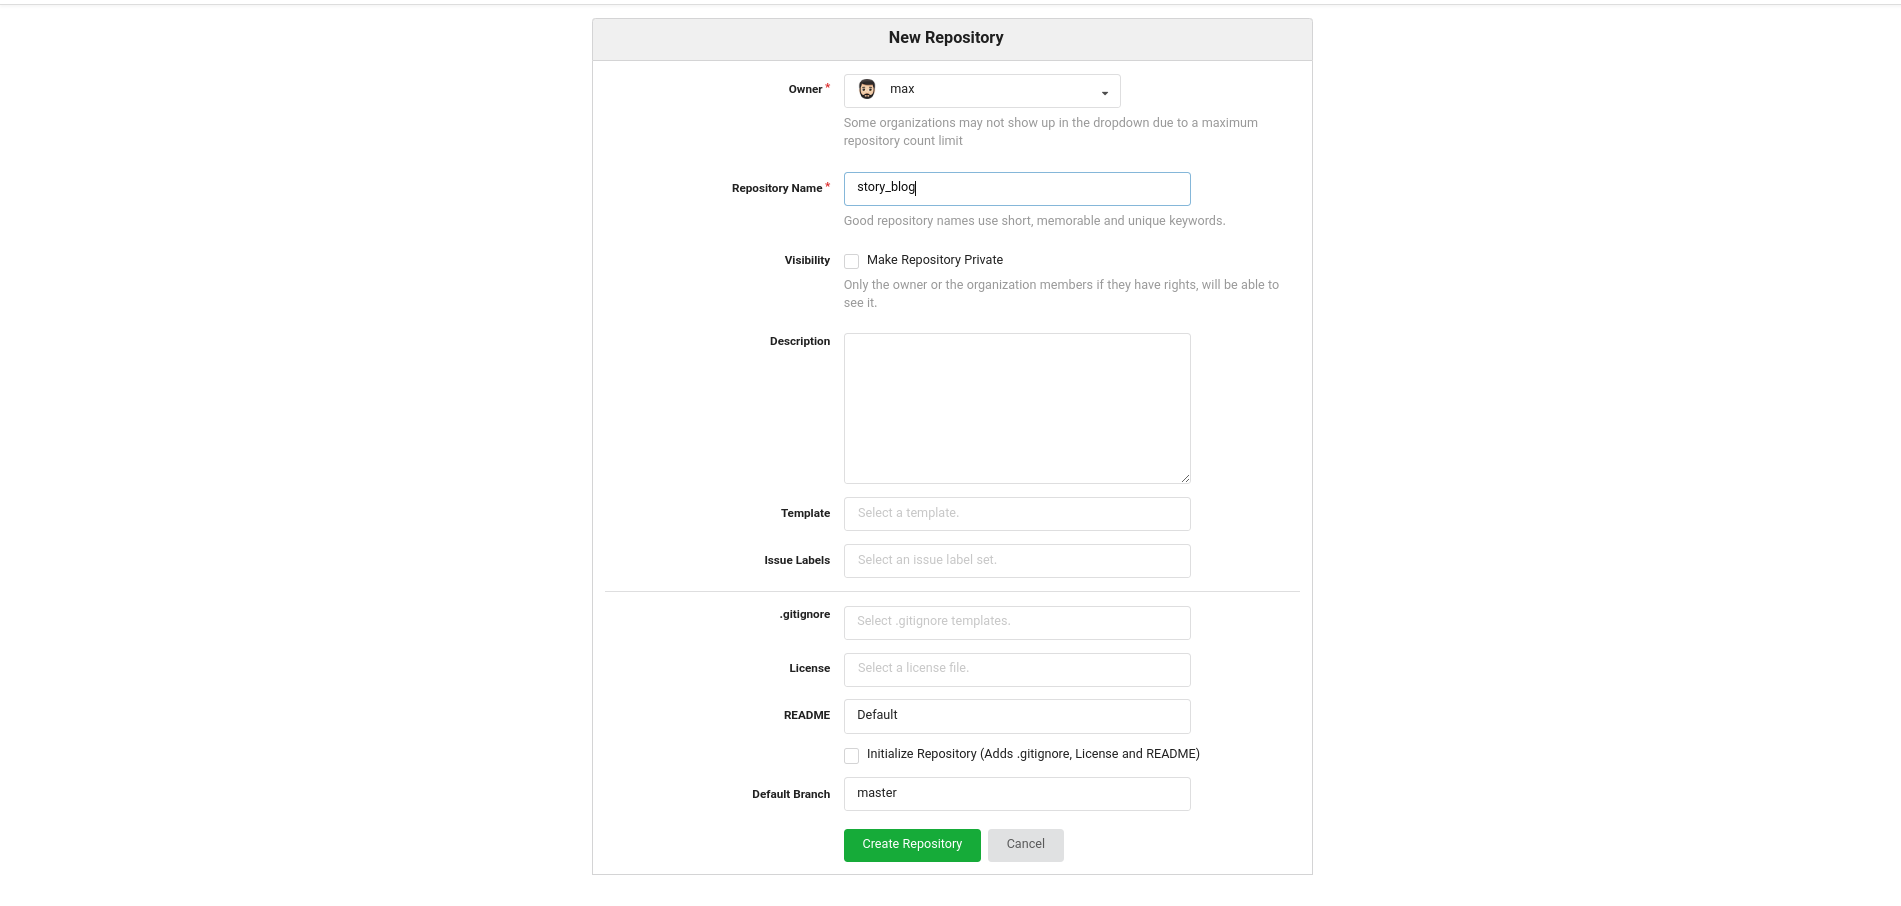 New Repository
Owner *
max
Some organizations may not show up in the dropdown due to a maximum
repository count limit
Repository Name *
story_blog
Good repository names use short, memorable and unique keywords.
Visibility
Make Repository Private
Only the owner or the organization members if they have rights, will be able to
see it.
Description
Template
Select a template.
Issue Labels
Select an issue label set.
.gitignore
Select .gitignore templates.
License
Select a license file.
README
Default
Initialize Repository (Adds .gitignore, License and README)
Default Branch
master
Create Repository
Cancel